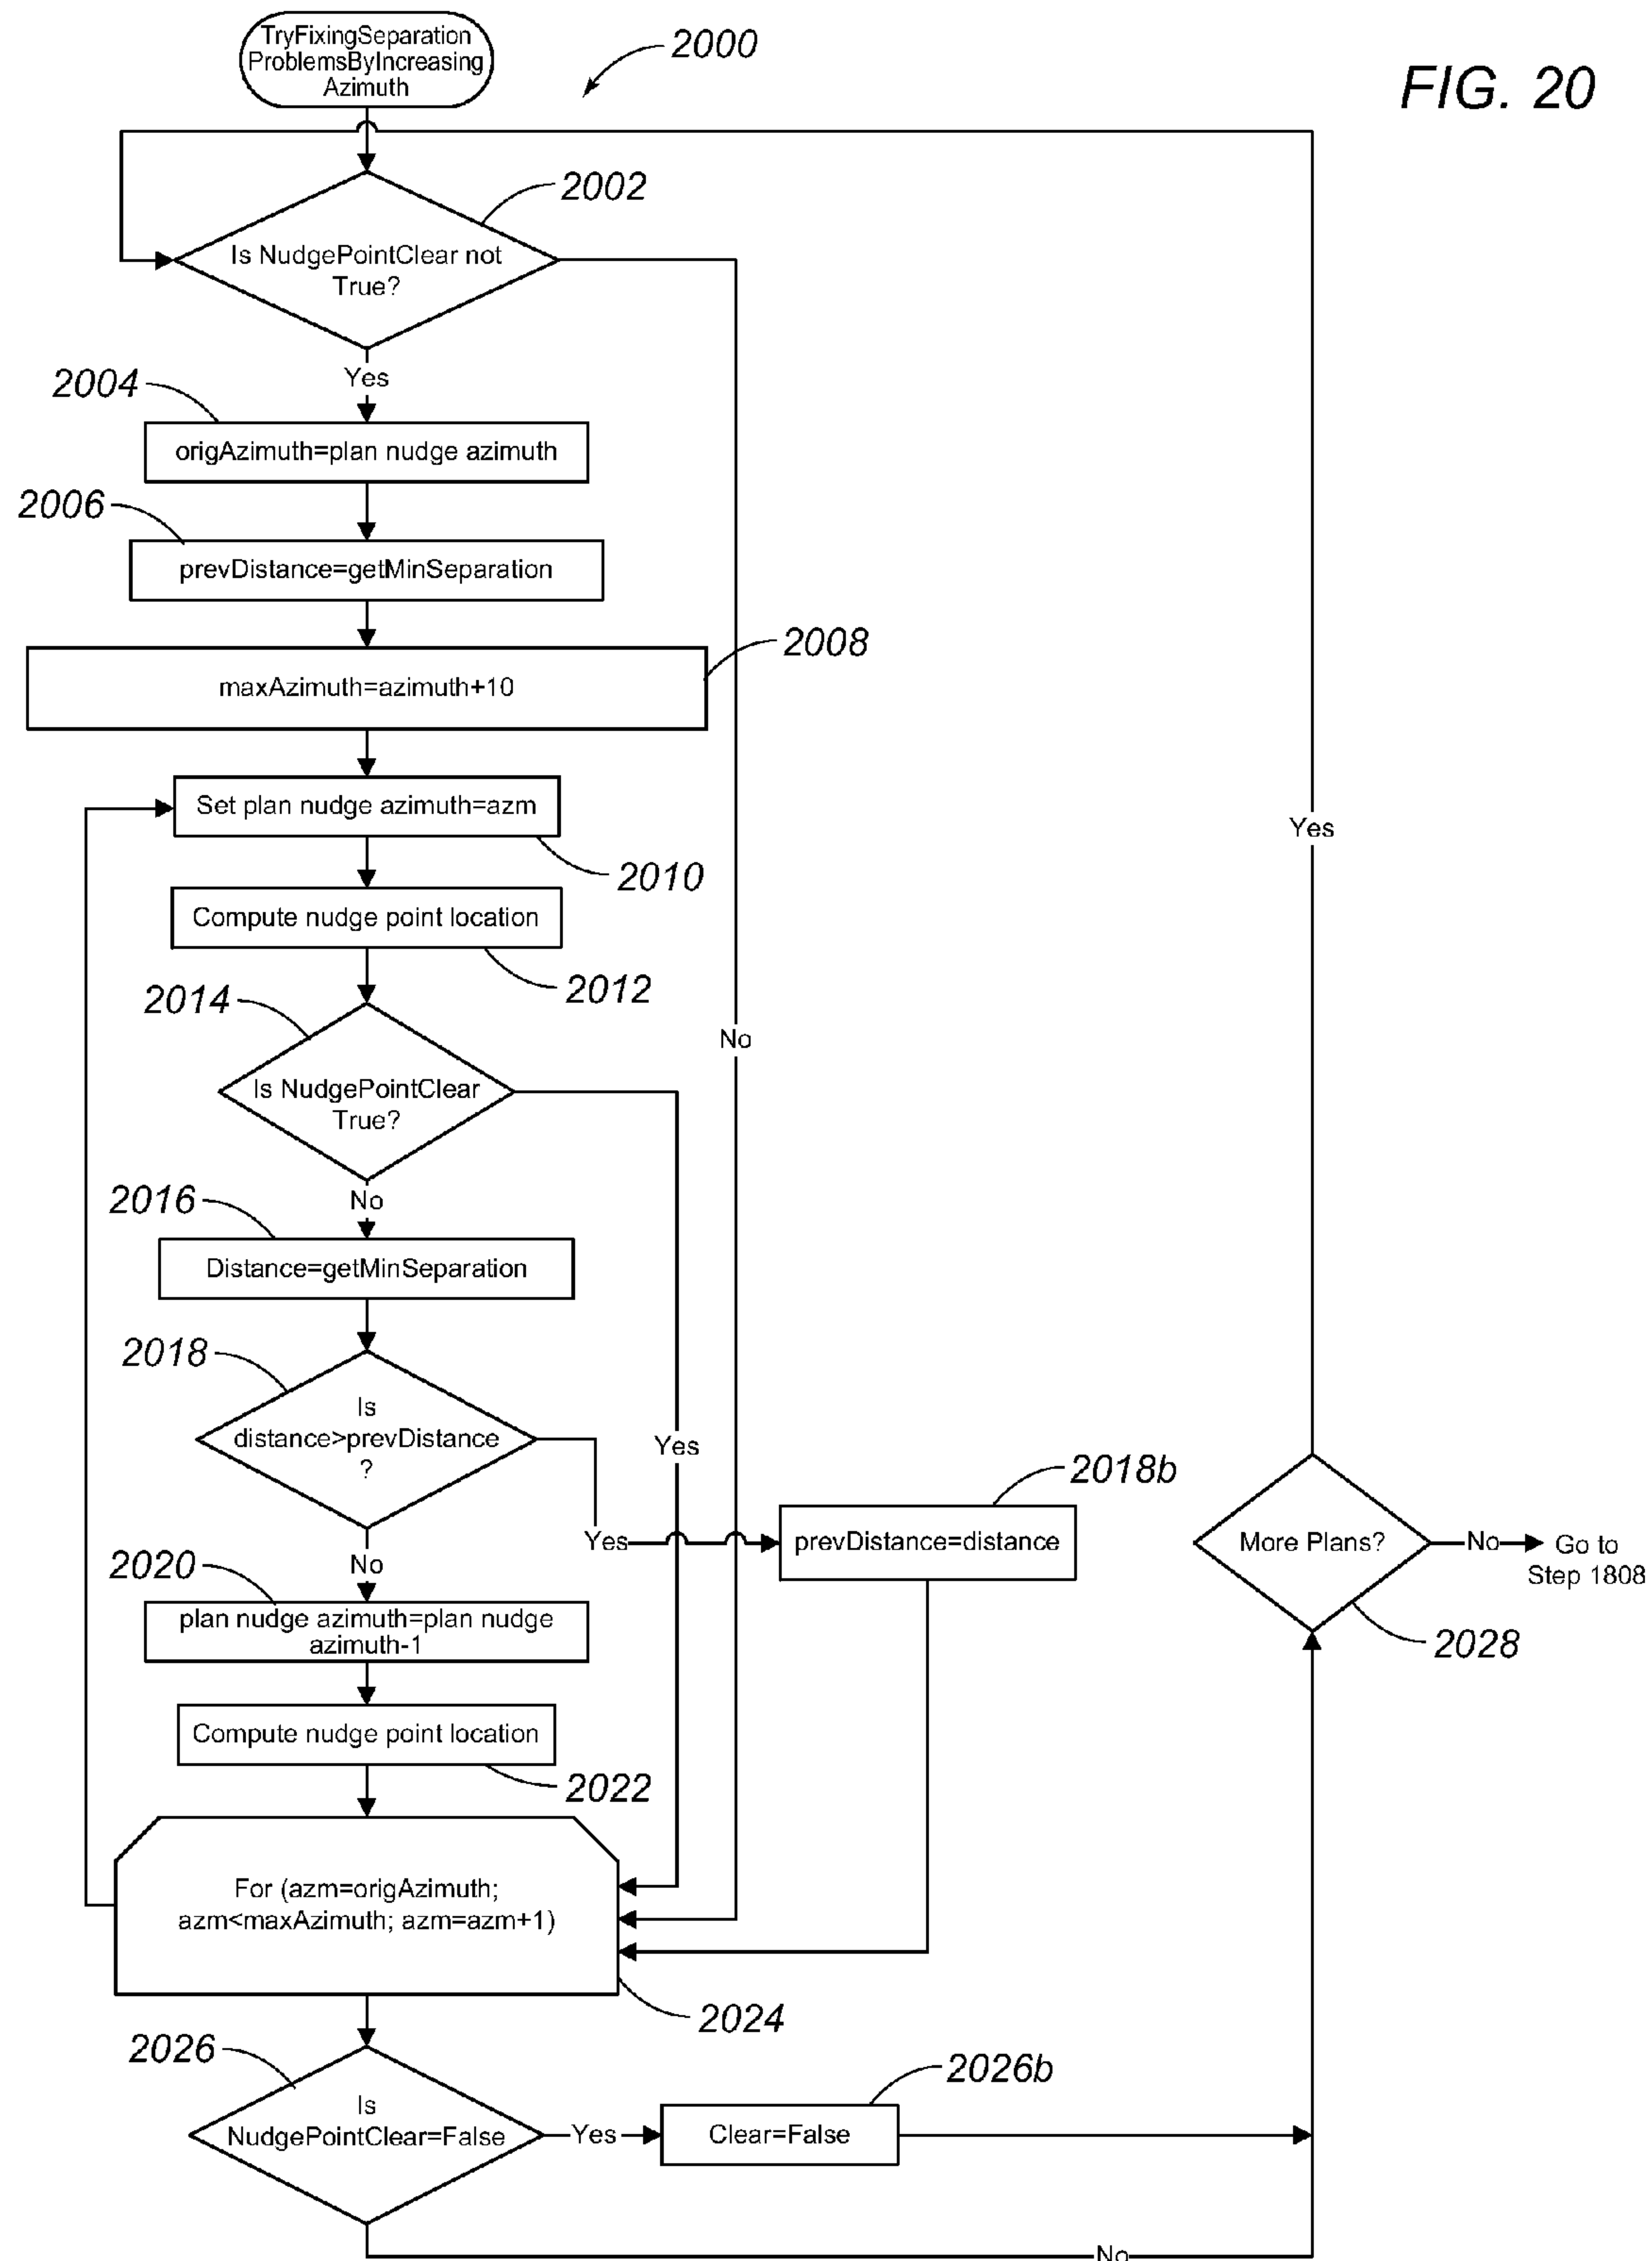 TryFixingSeparation
ProblemsByIncreasing
Azimuth
2000
FIG. 20
2002
Is NudgePointClear not
True?
Yes
2004
origAzimuth=plan nudge azimuth
2006
prevDistance=getMinSeparation
2008
maxAzimuth=azimuth+10
Set plan nudge azimuth=azm
2010
Yes
Compute nudge point location
2012
2014
No
Is NudgePointClear
True?
No
2016
Distance=getMinSeparation
2018
Is
distance>prevDistance
?
Yes
2018b
Yes
prevDistance=distance
More Plans?
No
Go to
Step 1808
No
2020
plan nudge azimuth=plan nudge
azimuth-1
2028
Compute nudge point location
2022
For (azm=origAzimuth;
azm<maxAzimuth; azm=azm+1)
2024
2026
Is
NudgePointClear=False
Yes
2026b
Clear=False
No